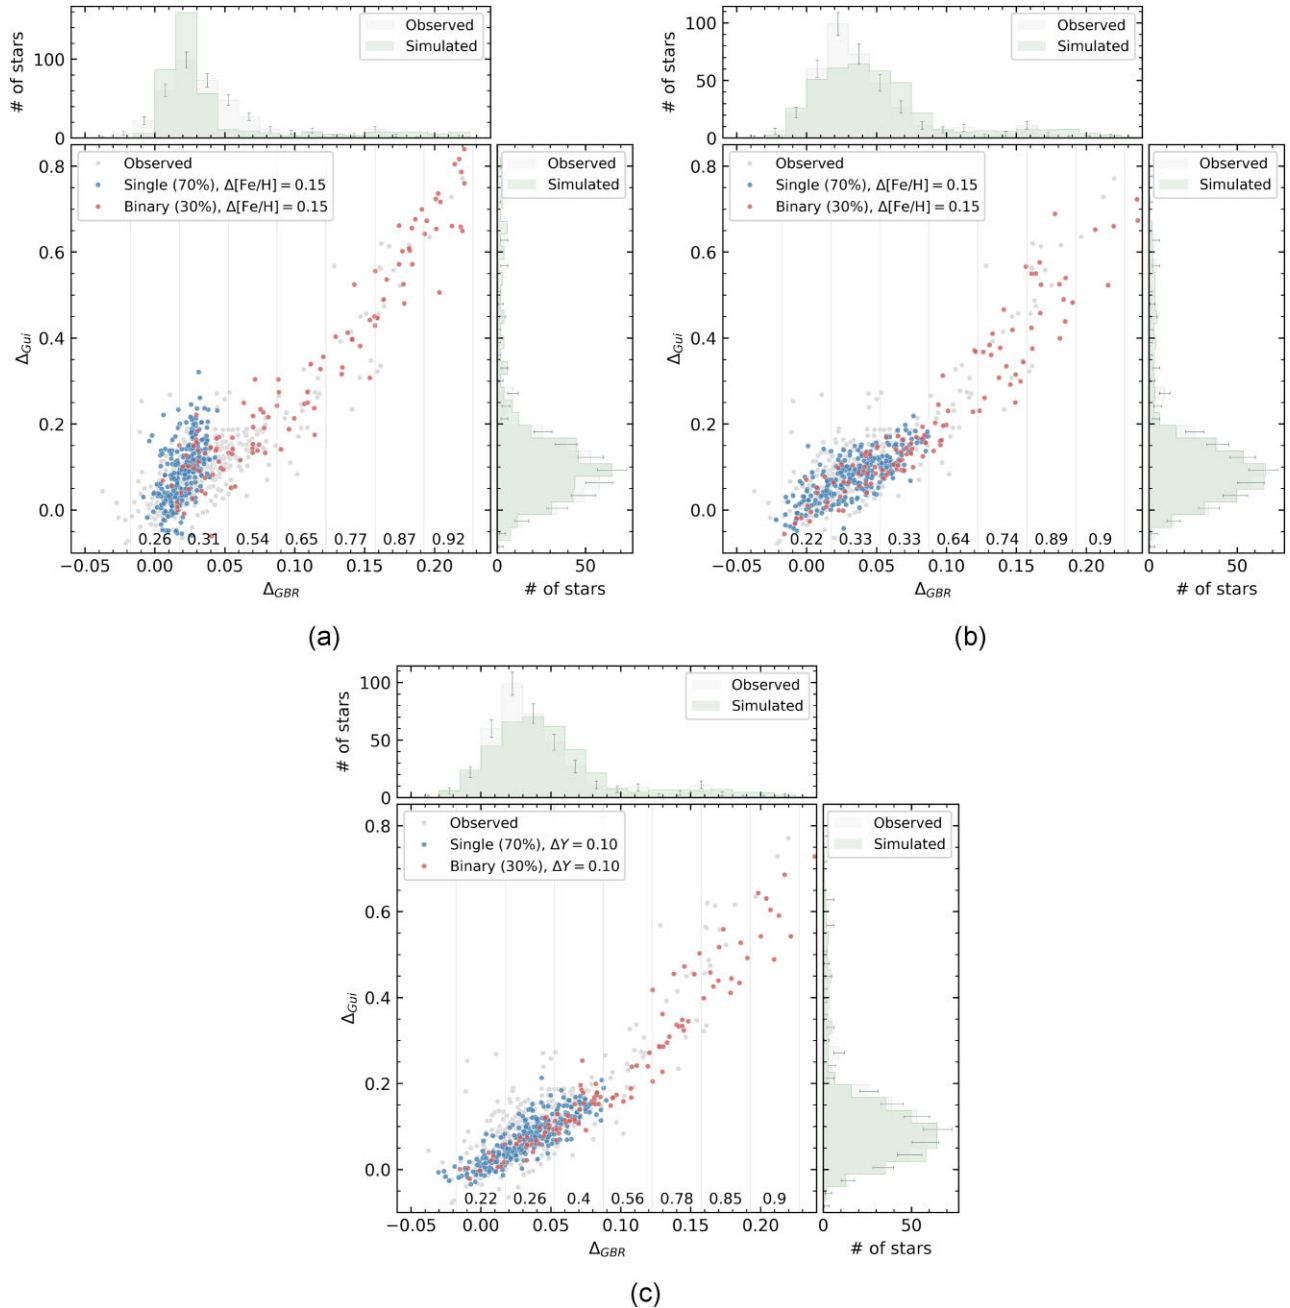 # of stars
100
0
Observed
Simulated
Observed
Single (70%), Δ[Fe/H] = 0.15
Binary (30%), Δ[Fe/H] = 0.15
Observed
Simulated
0.8
0.6
0.4
0.2
0.0
Δ_Gui
0.26 0.31 0.54 0.65 0.77 0.87 0.92
−0.05 0.00 0.05 0.10 0.15 0.20
Δ_GBR
0 50
# of stars
(a)
# of stars
100
50
0
Observed
Simulated
Observed
Single (70%), Δ[Fe/H] = 0.15
Binary (30%), Δ[Fe/H] = 0.15
Observed
Simulated
0.8
0.6
0.4
0.2
0.0
Δ_Gui
0.22 0.33 0.33 0.64 0.74 0.89 0.9
−0.05 0.00 0.05 0.10 0.15 0.20
Δ_GBR
0 50
# of stars
(b)
# of stars
100
50
0
Observed
Simulated
Observed
Single (70%), ΔY = 0.10
Binary (30%), ΔY = 0.10
Observed
Simulated
0.8
0.6
0.4
0.2
0.0
Δ_Gui
0.22 0.26 0.4 0.56 0.78 0.85 0.9
−0.05 0.00 0.05 0.10 0.15 0.20
Δ_GBR
0 50
# of stars
(c)